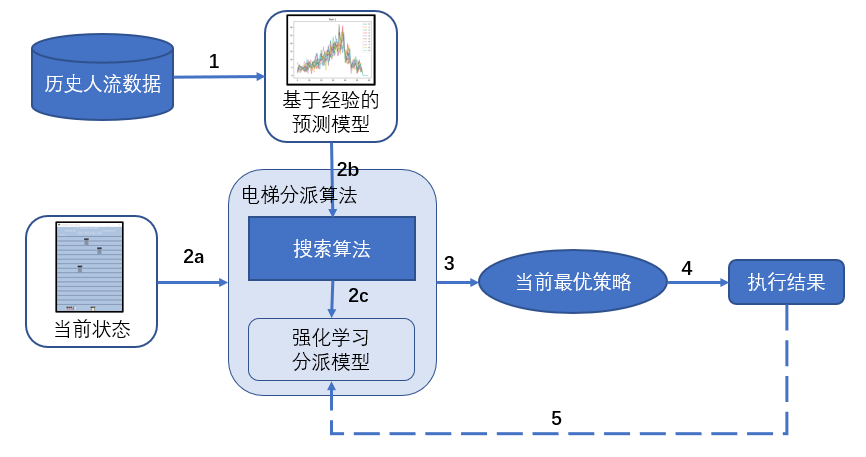 历史人流数据
1
基于经验的
预测模型
2b
电梯分派算法
搜索算法
2a
当前状态
2c
强化学习
分派模型
3
当前最优策略
4
执行结果
5